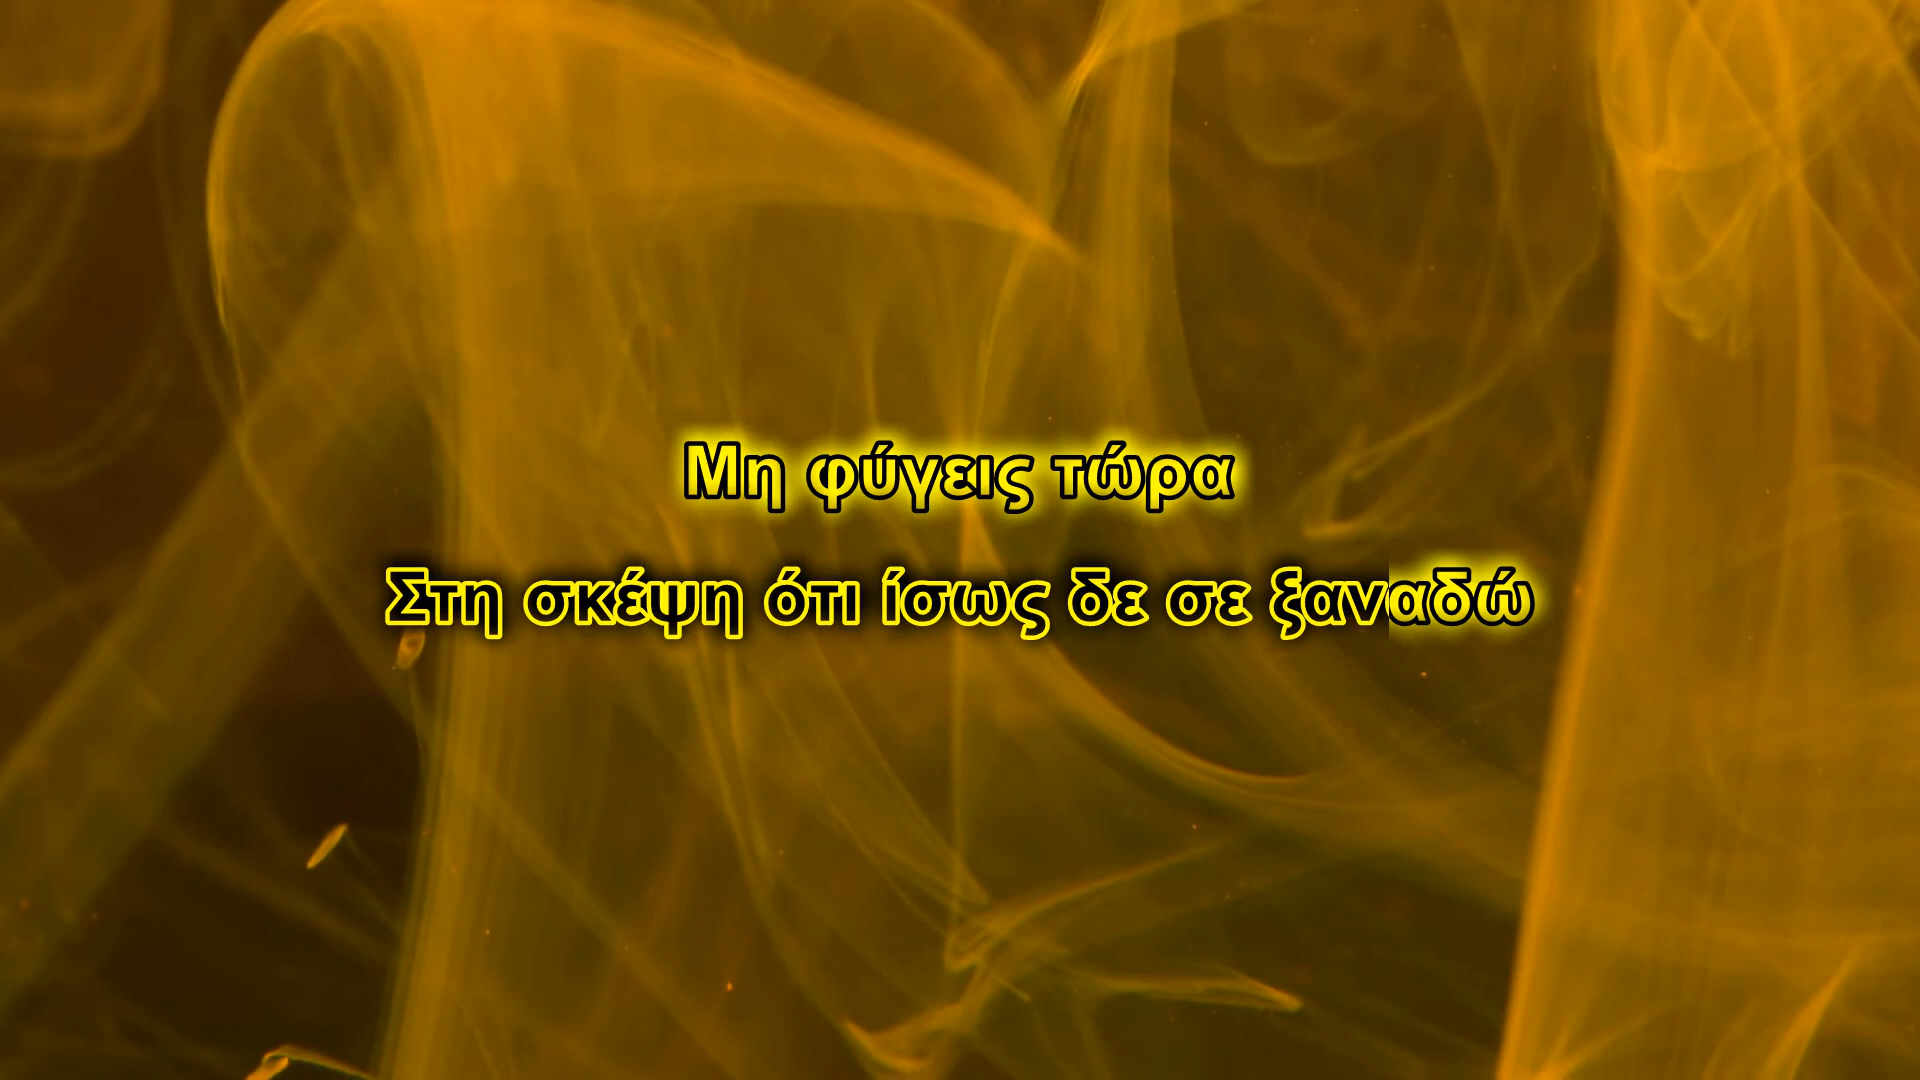 Μη φύγεις τώρα
Στη σκέψη ότι ίσως δε σε ξαναδώ